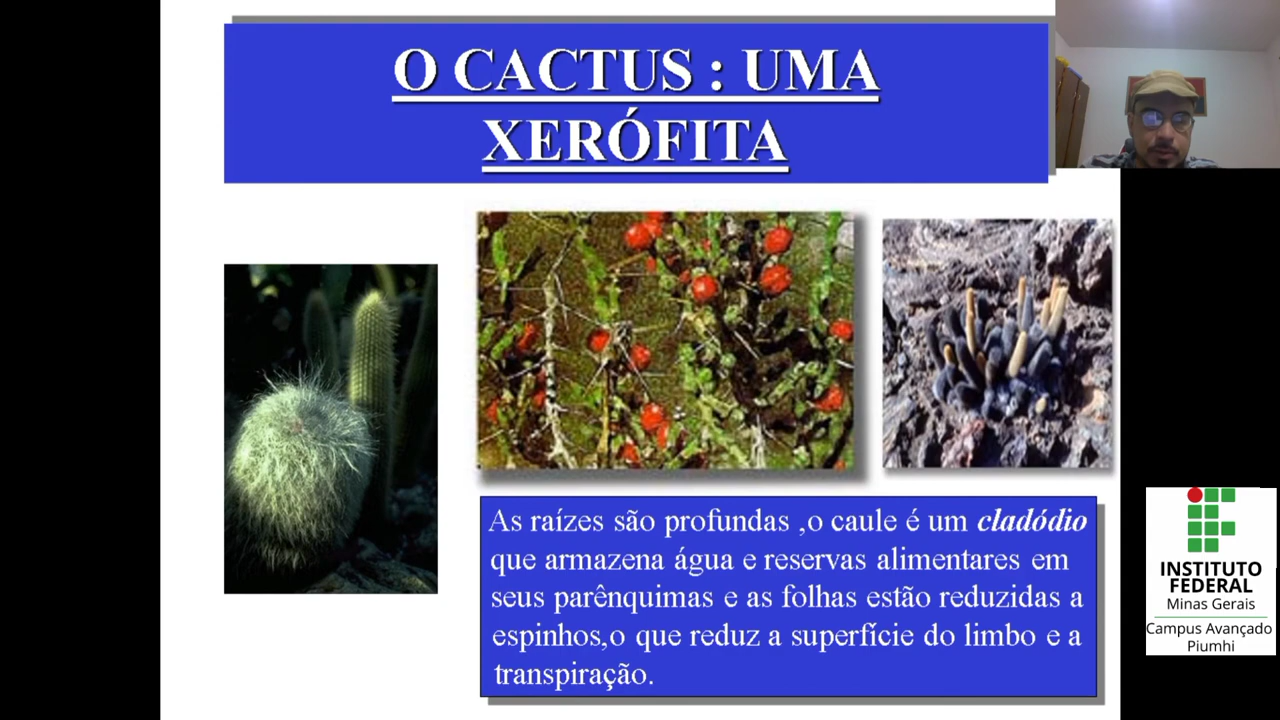 O CACTUS : UMA
XERÓFITA
As raízes são profundas ,o caule é um cladódio
que armazena água e reservas alimentares em
seus parênquimas e as folhas estão reduzidas a
espinhos,o que reduz a superfície do limbo e a
transpiração.
INSTITUTO
FEDERAL
Minas Gerais
Campus Avançado
Piumhi